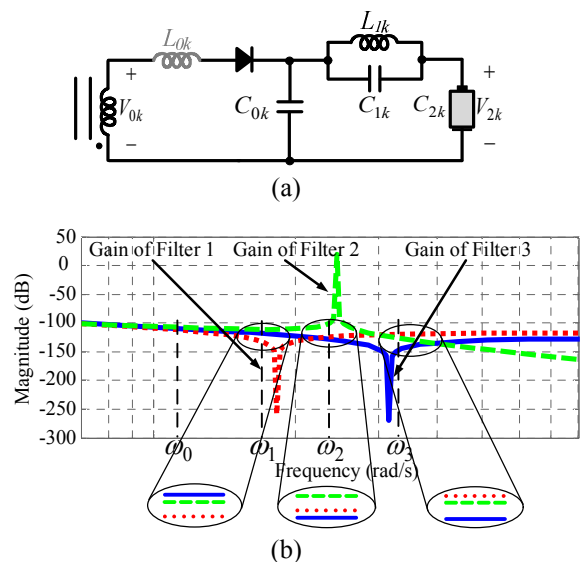 L0k
L1k
+
+
V0k
C0k
C1k
C2k
V2k
−
−
(a)
50
0
-50
-100
-150
-200
-250
-300
Magnitude (dB)
Gain of Filter 1
Gain of Filter 2
Gain of Filter 3
ω0
ω1
ω2
ω3
Frequency (rad/s)
(b)